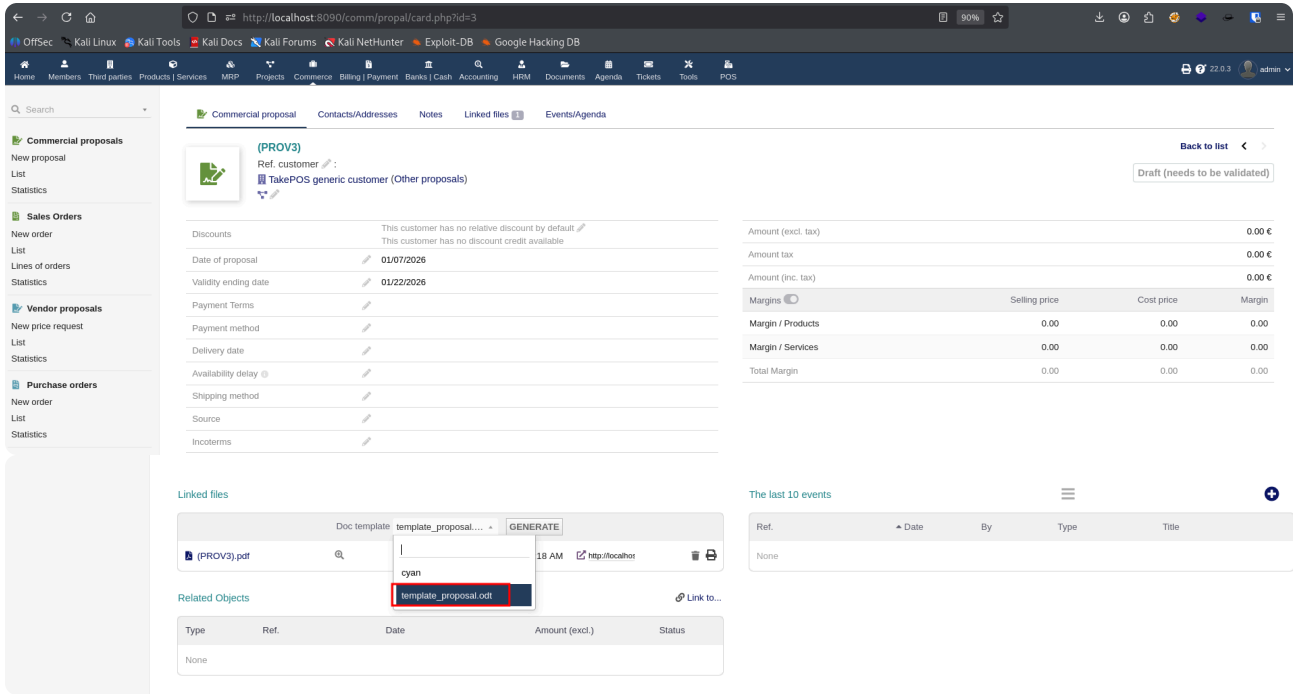 http://localhost:8090/comm/propal/card.php?id=3
90%
OffSec Kali Linux Kali Tools Kali Docs Kali Forums Kali NetHunter Exploit-DB Google Hacking DB
Home Members Third parties Products | Services MRP Projects Commerce Billing | Payment Banks | Cash Accounting HRM Documents Agenda Tickets Tools POS
22.0.3 admin
Search
Commercial proposals
New proposal
List
Statistics
Sales Orders
New order
List
Lines of orders
Statistics
Vendor proposals
New price request
List
Statistics
Purchase orders
New order
List
Statistics
Commercial proposal Contacts/Addresses Notes Linked files 1 Events/Agenda
(PROV3)
Ref. customer :
TakePOS generic customer (Other proposals)
Back to list
Draft (needs to be validated)
Discounts This customer has no relative discount by default
This customer has no discount credit available
Date of proposal 01/07/2026
Validity ending date 01/22/2026
Payment Terms
Payment method
Delivery date
Availability delay
Shipping method
Source
Incoterms
Amount (excl. tax) 0.00 €
Amount tax 0.00 €
Amount (inc. tax) 0.00 €
Margins Selling price Cost price Margin
Margin / Products 0.00 0.00 0.00
Margin / Services 0.00 0.00 0.00
Total Margin 0.00 0.00 0.00
Linked files
Doc template template_proposal.... GENERATE
(PROV3).pdf 18 AM http://localhos
cyan
template_proposal.odt
Related Objects Link to...
Type Ref. Date Amount (excl.) Status
None
The last 10 events
Ref. Date By Type Title
None